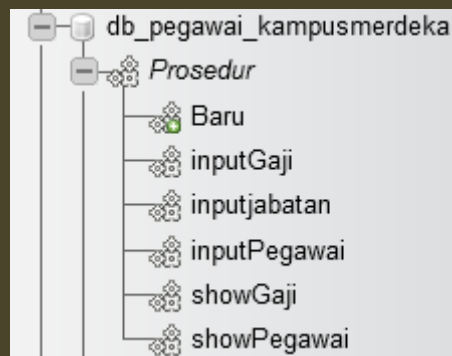 db_pegawai_kampusmerdeka
Prosedur
Baru
inputGaji
inputjabatan
inputPegawai
showGaji
showPegawai